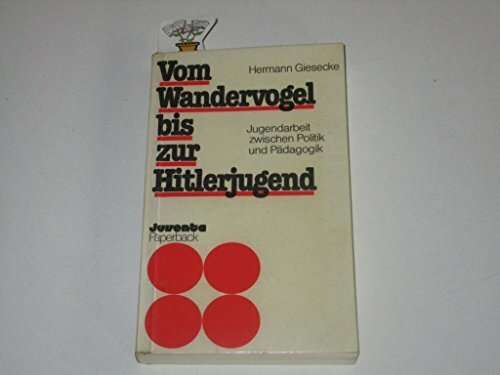 Hermann Giesecke
Vom
Wandervogel
bis
zur
Hitlerjugend
Jugendarbeit
zwischen Politik
und Pädagogik
Juventa
Paperback